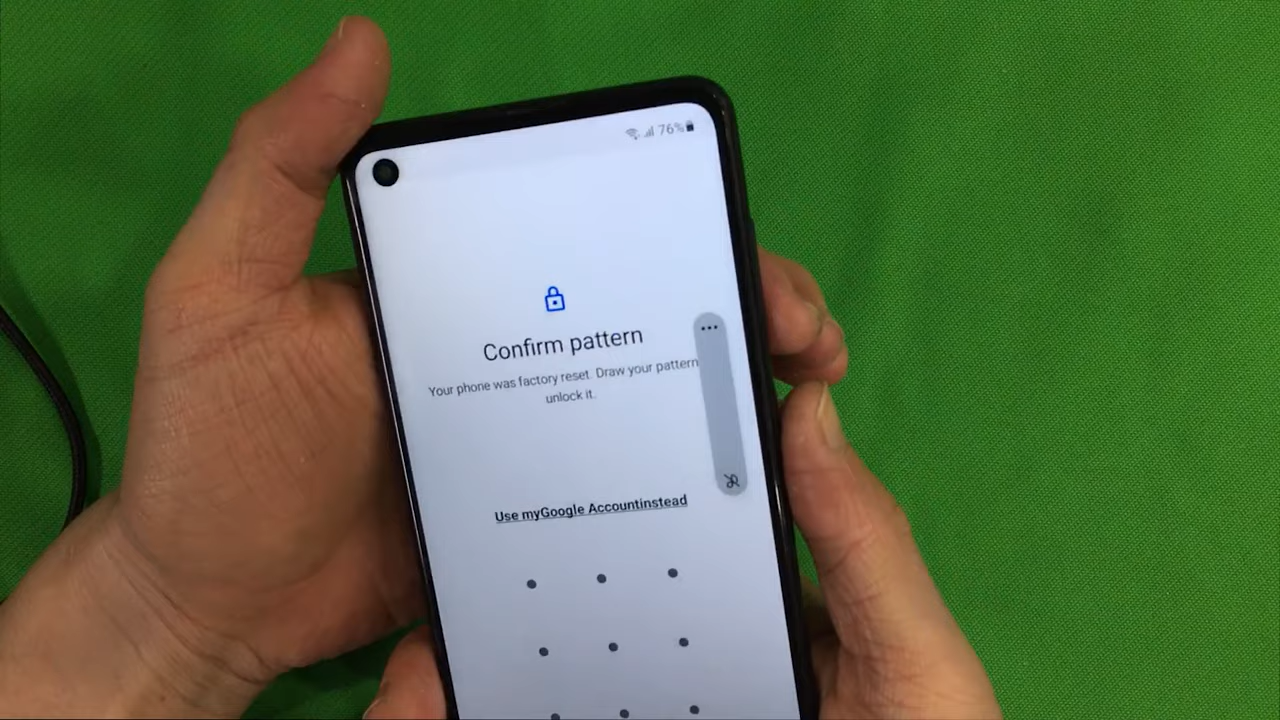 76%
Confirm pattern
Your phone was factory reset. Draw your pattern
unlock it.
Use myGoogle Accountinstead